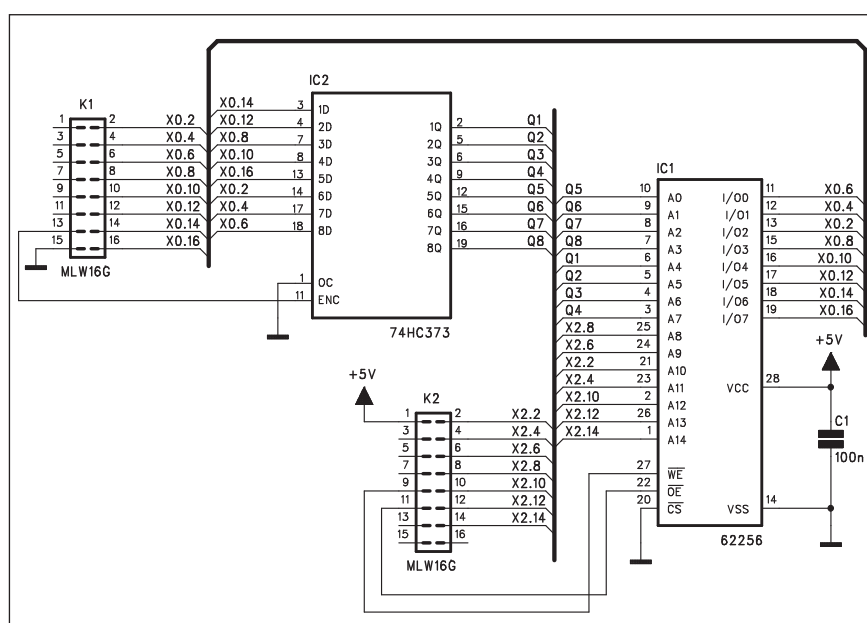 K1
1 2 X0.2
3 4 X0.4
5 6 X0.6
7 8 X0.8
9 10 X0.10
11 12 X0.12
13 14 X0.14
15 16 X0.16
MLW16G
IC2
X0.14 3 1D
X0.12 4 2D
X0.8 7 3D
X0.10 8 4D
X0.16 13 5D
X0.2 14 6D
X0.4 17 7D
X0.6 18 8D
1 OC
11 ENC
1Q 2 Q1
2Q 5 Q2
3Q 6 Q3
4Q 9 Q4
5Q 12 Q5
6Q 15 Q6
7Q 16 Q7
8Q 19 Q8
74HC373
IC1
Q5 10 A0
Q6 9 A1
Q7 8 A2
Q8 7 A3
Q1 6 A4
Q2 5 A5
Q3 4 A6
Q4 3 A7
X2.8 25 A8
X2.6 24 A9
X2.2 21 A10
X2.4 23 A11
X2.10 2 A12
X2.12 26 A13
X2.14 1 A14
27 WE
22 OE
20 CS
I/O0 11 X0.6
I/O1 12 X0.4
I/O2 13 X0.2
I/O3 15 X0.8
I/O4 16 X0.10
I/O5 17 X0.12
I/O6 18 X0.14
I/O7 19 X0.16
VCC 28
VSS 14
62256
+5V
C1
100n
+5V
K2
1 2 X2.2
3 4 X2.4
5 6 X2.6
7 8 X2.8
9 10 X2.10
11 12 X2.12
13 14 X2.14
15 16
MLW16G